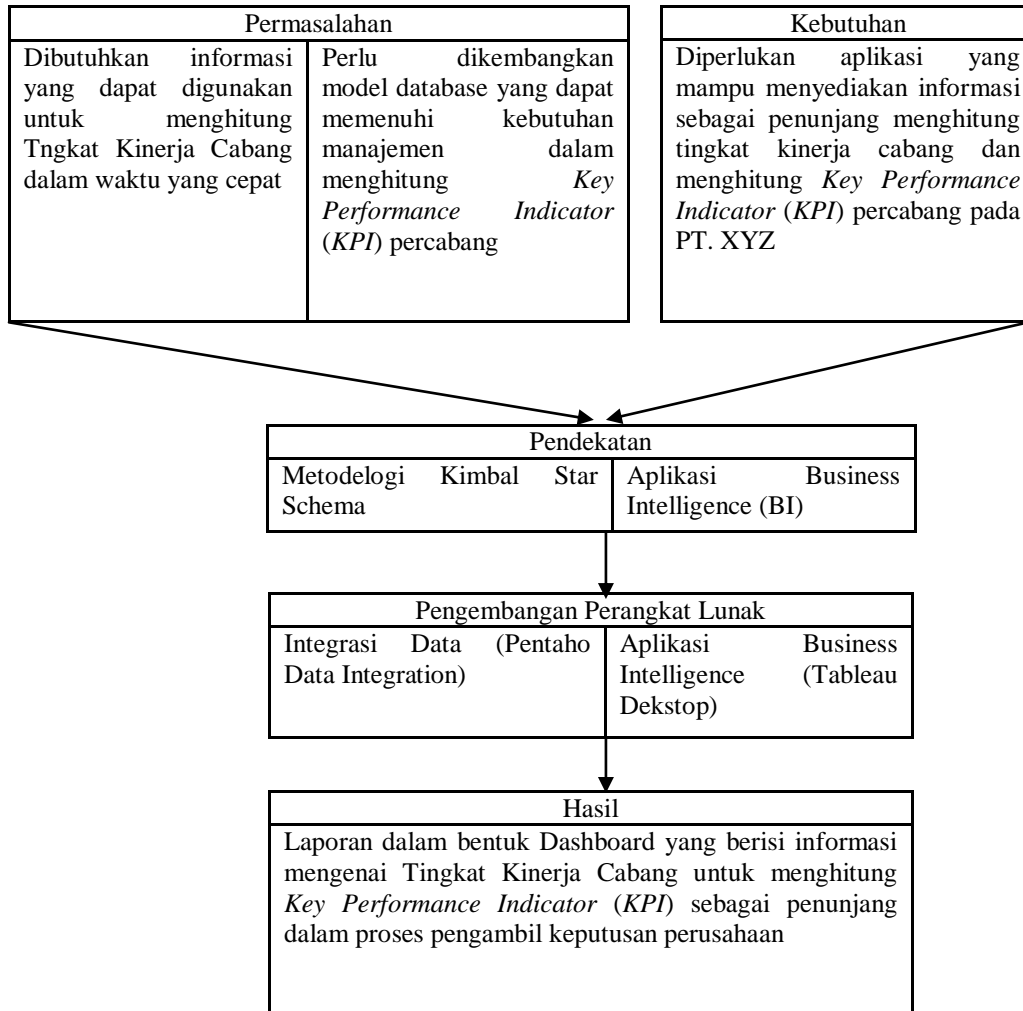 Permasalahan
Dibutuhkan informasi
yang dapat digunakan
untuk menghitung
Tngkat Kinerja Cabang
dalam waktu yang cepat
Perlu dikembangkan
model database yang dapat
memenuhi kebutuhan
manajemen dalam
menghitung Key
Performance Indicator
(KPI) percabang
Kebutuhan
Diperlukan aplikasi yang
mampu menyediakan informasi
sebagai penunjang menghitung
tingkat kinerja cabang dan
menghitung Key Performance
Indicator (KPI) percabang pada
PT. XYZ
Pendekatan
Metodelogi Kimbal Star
Schema
Aplikasi Business
Intelligence (BI)
Pengembangan Perangkat Lunak
Integrasi Data (Pentaho
Data Integration)
Aplikasi Business
Intelligence (Tableau
Dekstop)
Hasil
Laporan dalam bentuk Dashboard yang berisi informasi
mengenai Tingkat Kinerja Cabang untuk menghitung
Key Performance Indicator (KPI) sebagai penunjang
dalam proses pengambil keputusan perusahaan